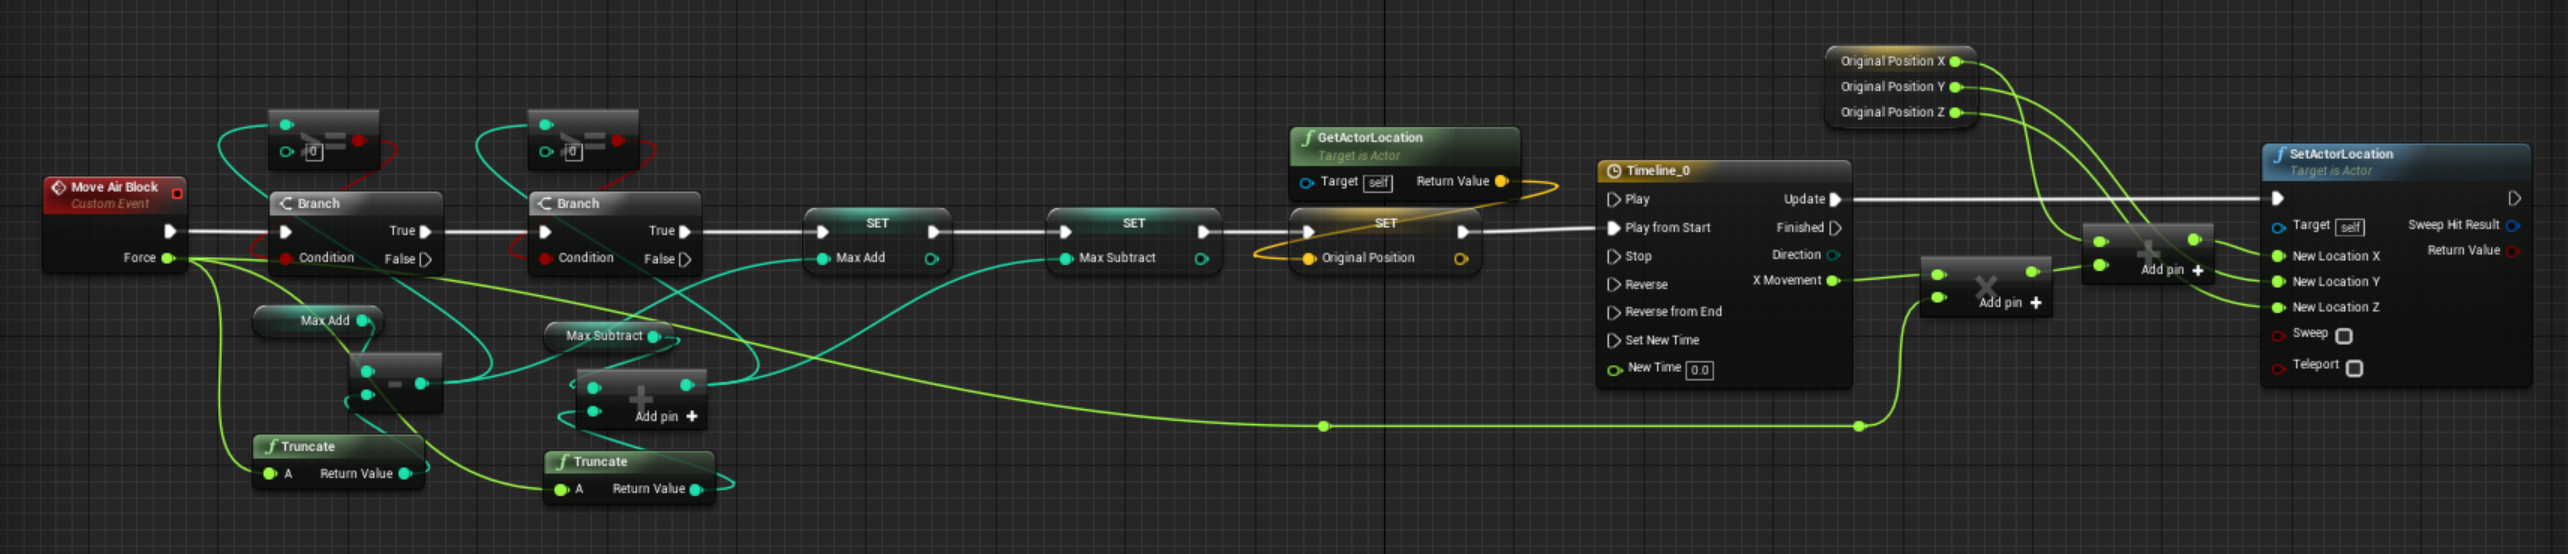 Move Air Block
Custom Event
Force
>=
0
Branch
Condition
True
False
Max Add
-
Truncate
A
Return Value
>=
0
Branch
Condition
True
False
Max Subtract
+
Add pin +
Truncate
A
Return Value
SET
Max Add
SET
Max Subtract
GetActorLocation
Target is Actor
Target self
Return Value
SET
Original Position
Timeline_0
Play
Update
Play from Start
Finished
Stop
Direction
Reverse
X Movement
Reverse from End
Set New Time
New Time 0.0
Original Position X
Original Position Y
Original Position Z
×
Add pin +
+
Add pin +
SetActorLocation
Target is Actor
Target self
Sweep Hit Result
New Location X
Return Value
New Location Y
New Location Z
Sweep
Teleport